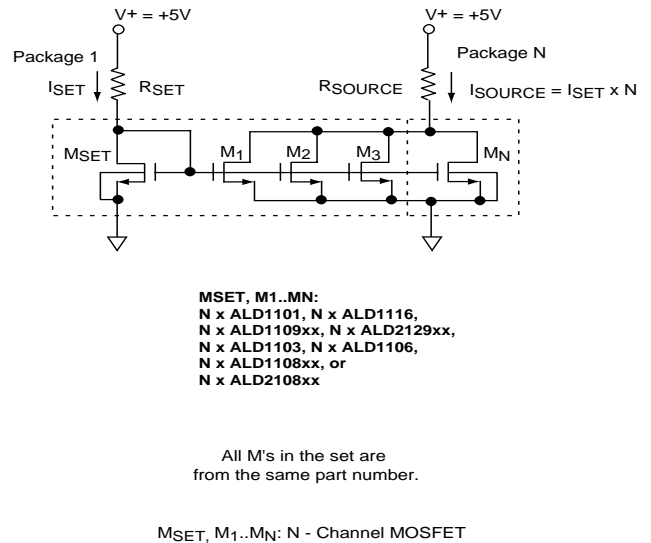 V+ = +5V V+ = +5V
Package 1 Package N
ISET RSET RSOURCE ISOURCE = ISET x N
MSET M1 M2 M3 MN
MSET, M1..MN:
N x ALD1101, N x ALD1116,
N x ALD1109xx, N x ALD2129xx,
N x ALD1103, N x ALD1106,
N x ALD1108xx, or
N x ALD2108xx
All M's in the set are
from the same part number.
MSET, M1..MN: N - Channel MOSFET